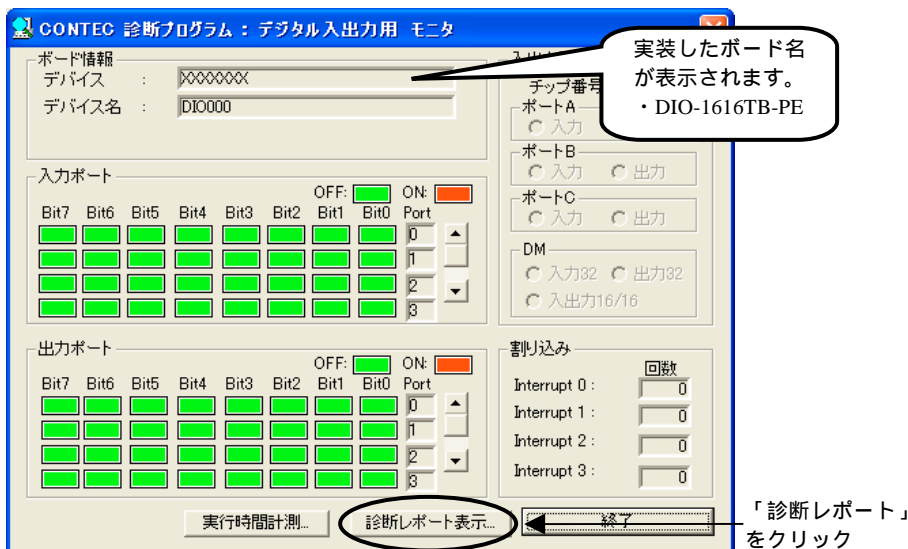 CONTEC 診断プログラム : デジタル入出力用 モニタ
実装したボード名
が表示されます。
・DIO-1616TB-PE
ボード情報
デバイス : XXXXXXX
デバイス名 : DIO000
チップ番号
ポートA
入力
ポートB
入力 出力
ポートC
入力 出力
DM
入力32 出力32
入出力16/16
入力ポート
OFF: ON:
Bit7 Bit6 Bit5 Bit4 Bit3 Bit2 Bit1 Bit0 Port
0
1
2
3
出力ポート
OFF: ON:
Bit7 Bit6 Bit5 Bit4 Bit3 Bit2 Bit1 Bit0 Port
0
1
2
3
割り込み
回数
Interrupt 0 : 0
Interrupt 1 : 0
Interrupt 2 : 0
Interrupt 3 : 0
実行時間計測... 診断レポート表示... 終了
「診断レポート」
をクリック